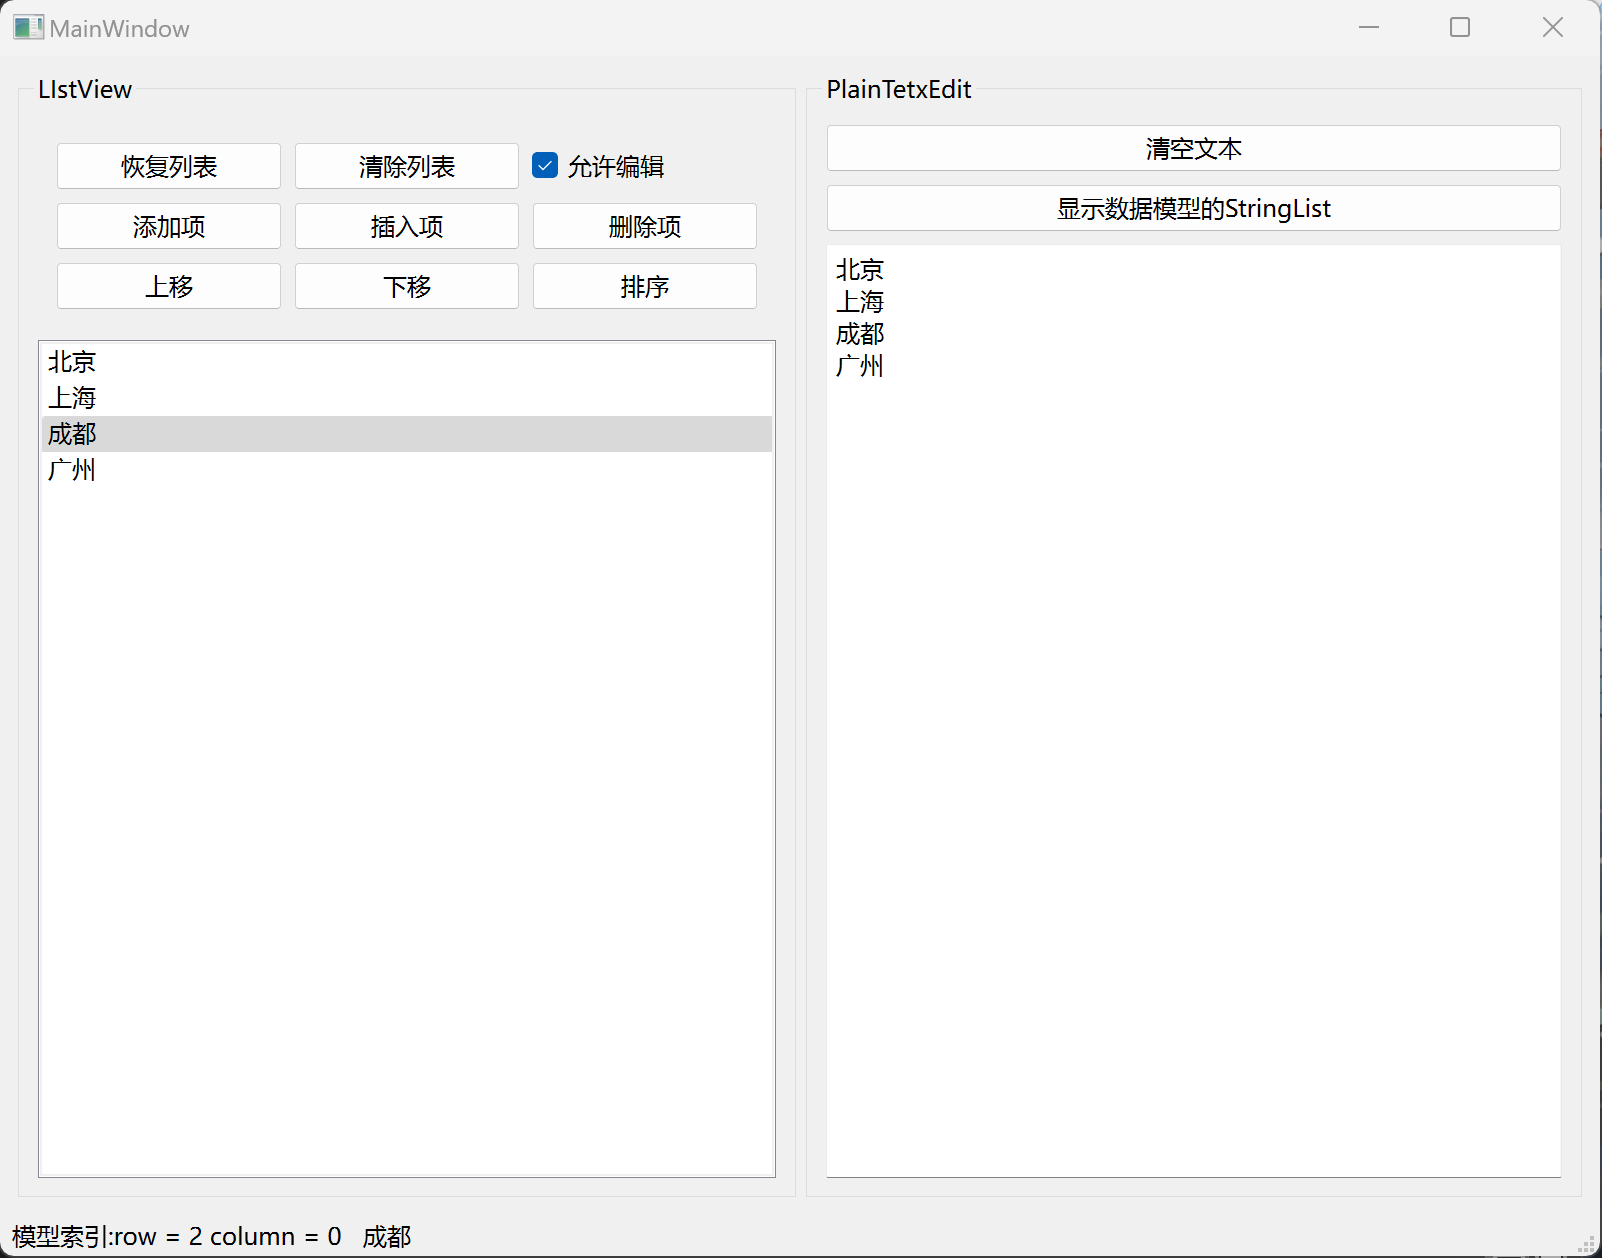 MainWindow
LIstView
恢复列表 清除列表 允许编辑
添加项 插入项 删除项
上移 下移 排序
北京
上海
成都
广州
PlainTetxEdit
清空文本
显示数据模型的StringList
北京
上海
成都
广州
模型索引:row = 2 column = 0 成都